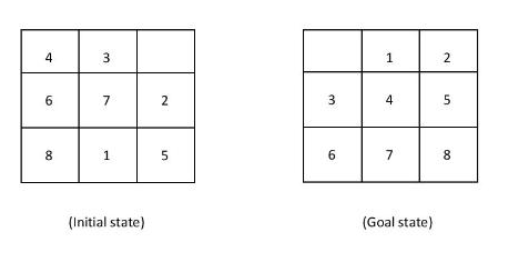 4 3 1 2
6 7 2 3 4 5
8 1 5 6 7 8
(Initial state) (Goal state)